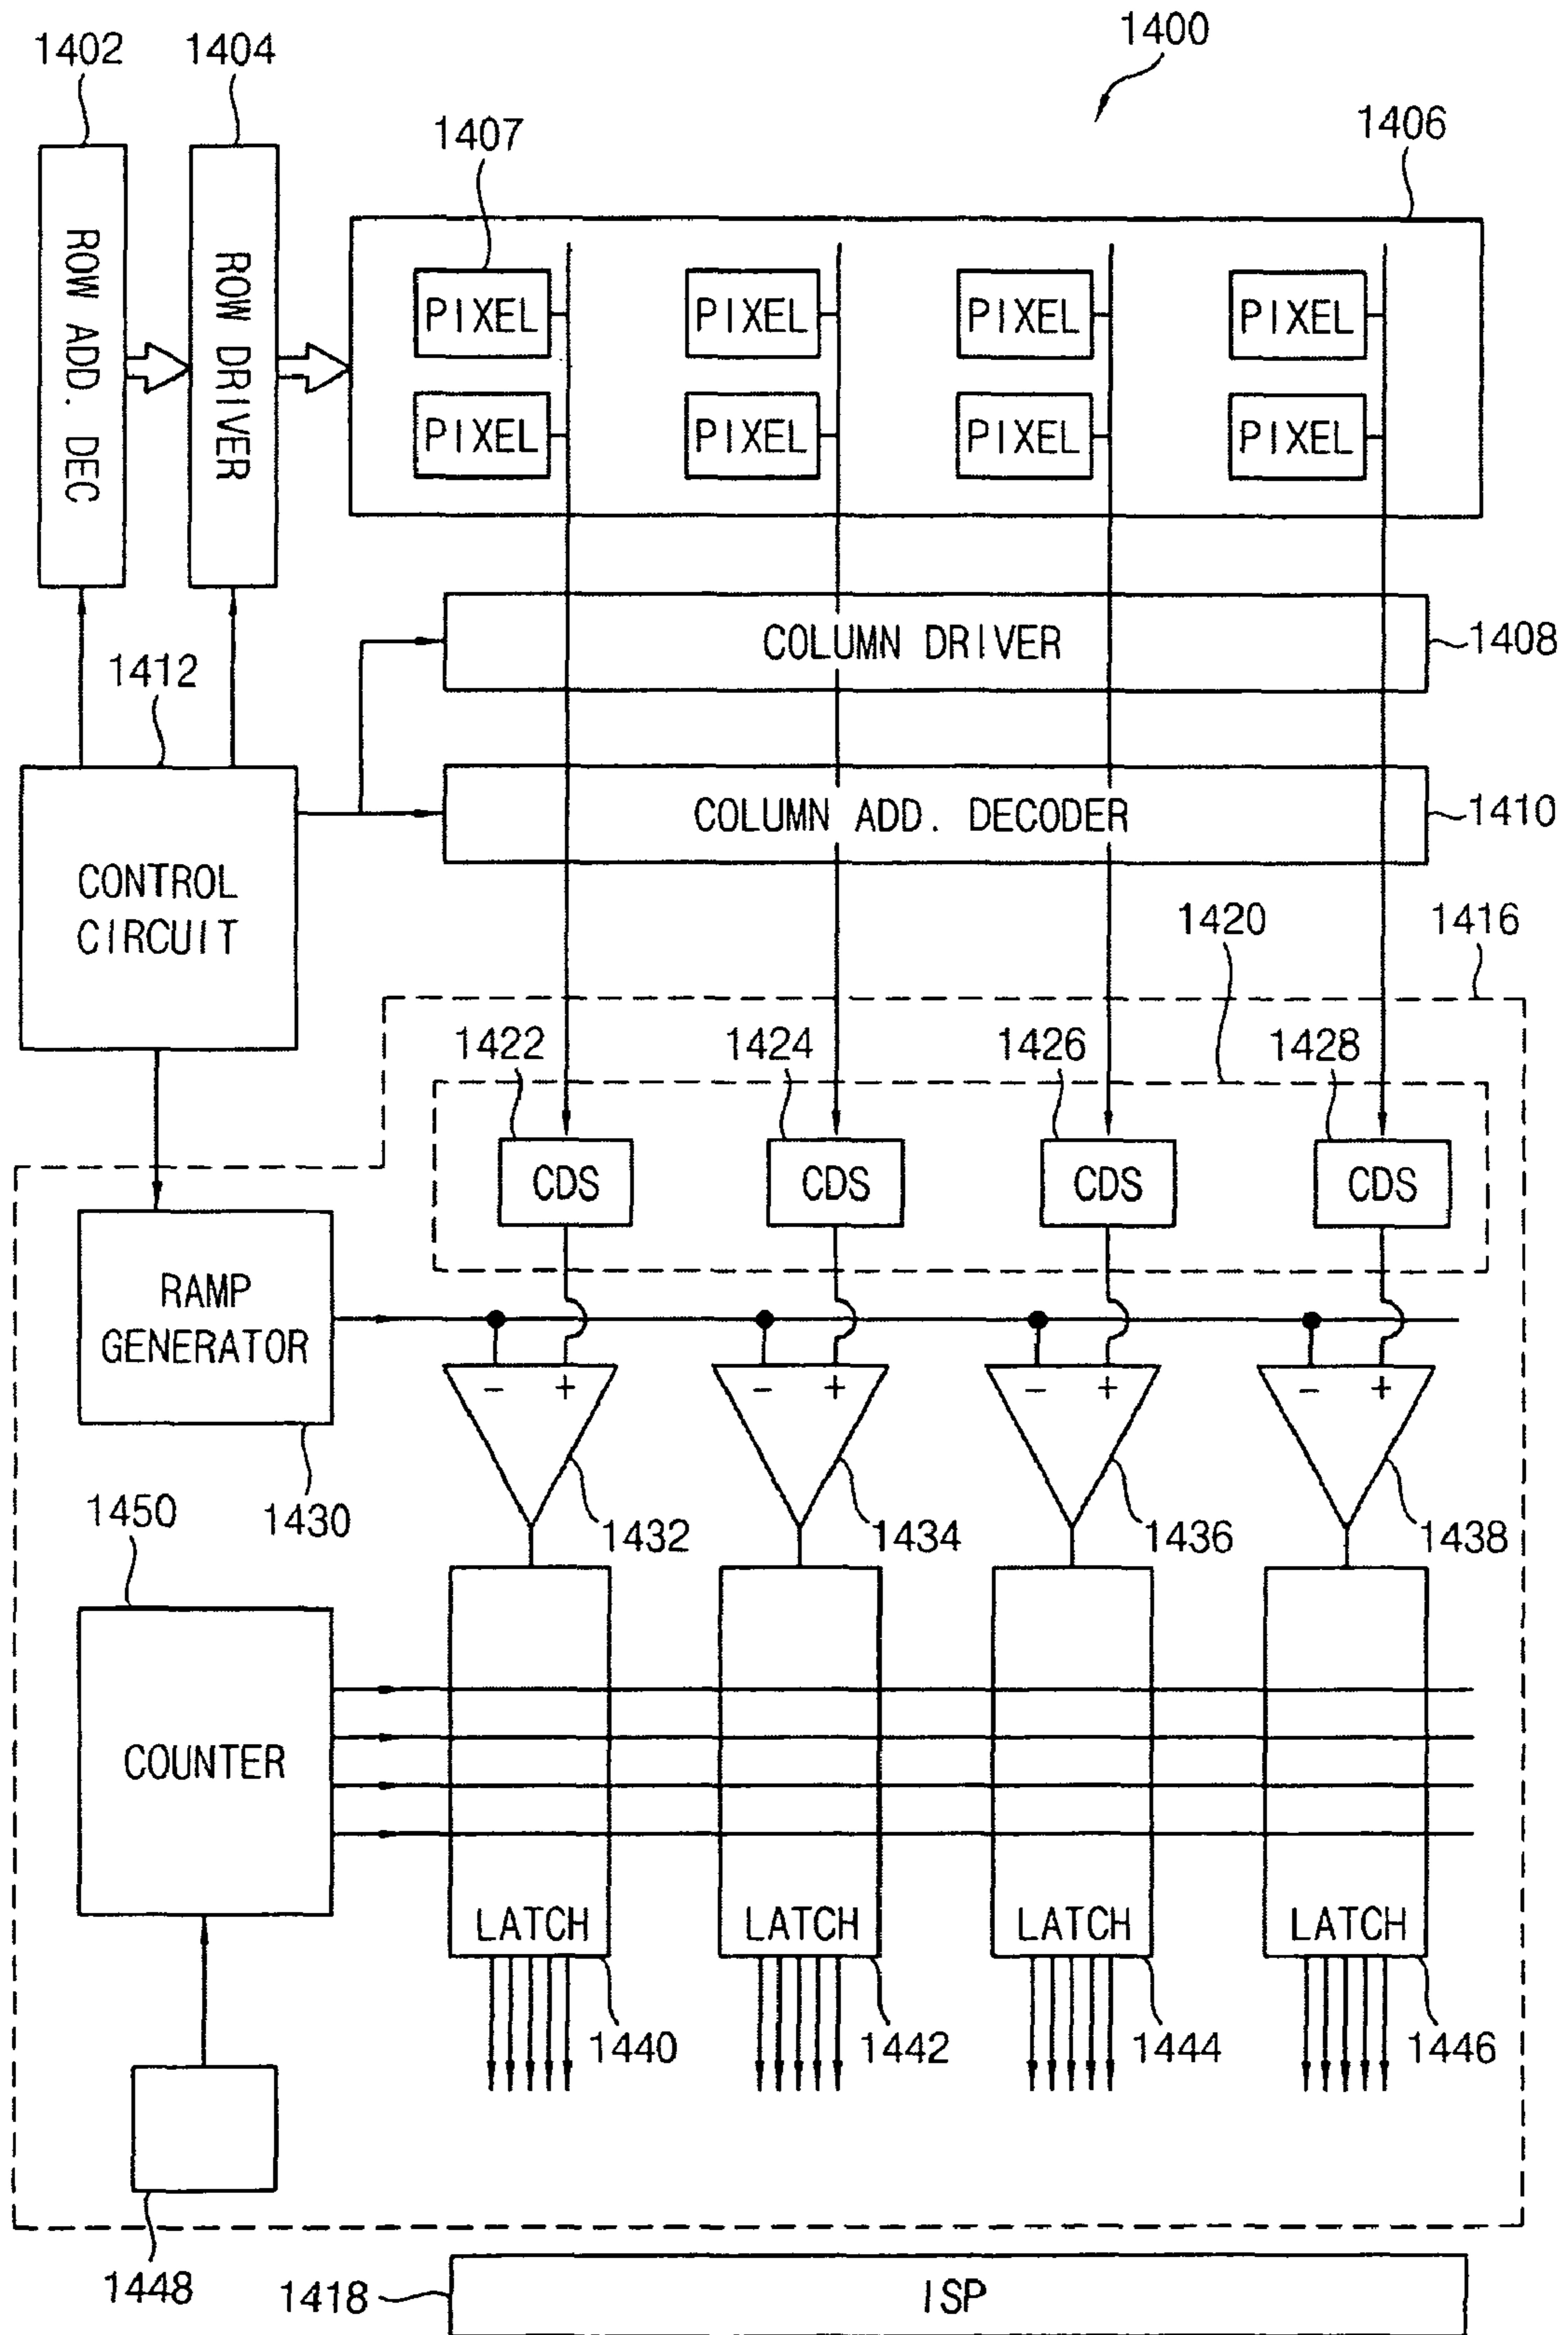 1400
1402
1404
1407
1406
ROW ADD. DEC
ROW DRIVER
PIXEL PIXEL PIXEL PIXEL
PIXEL PIXEL PIXEL PIXEL
COLUMN DRIVER
1408
1412
COLUMN ADD. DECODER
1410
CONTROL
CIRCUIT
1420
1416
1422
1424
1426
1428
CDS CDS CDS CDS
RAMP
GENERATOR
- + - + - + - +
1430
1432
1434
1436
1438
1450
COUNTER
LATCH LATCH LATCH LATCH
1440
1442
1444
1446
1448
1418
ISP